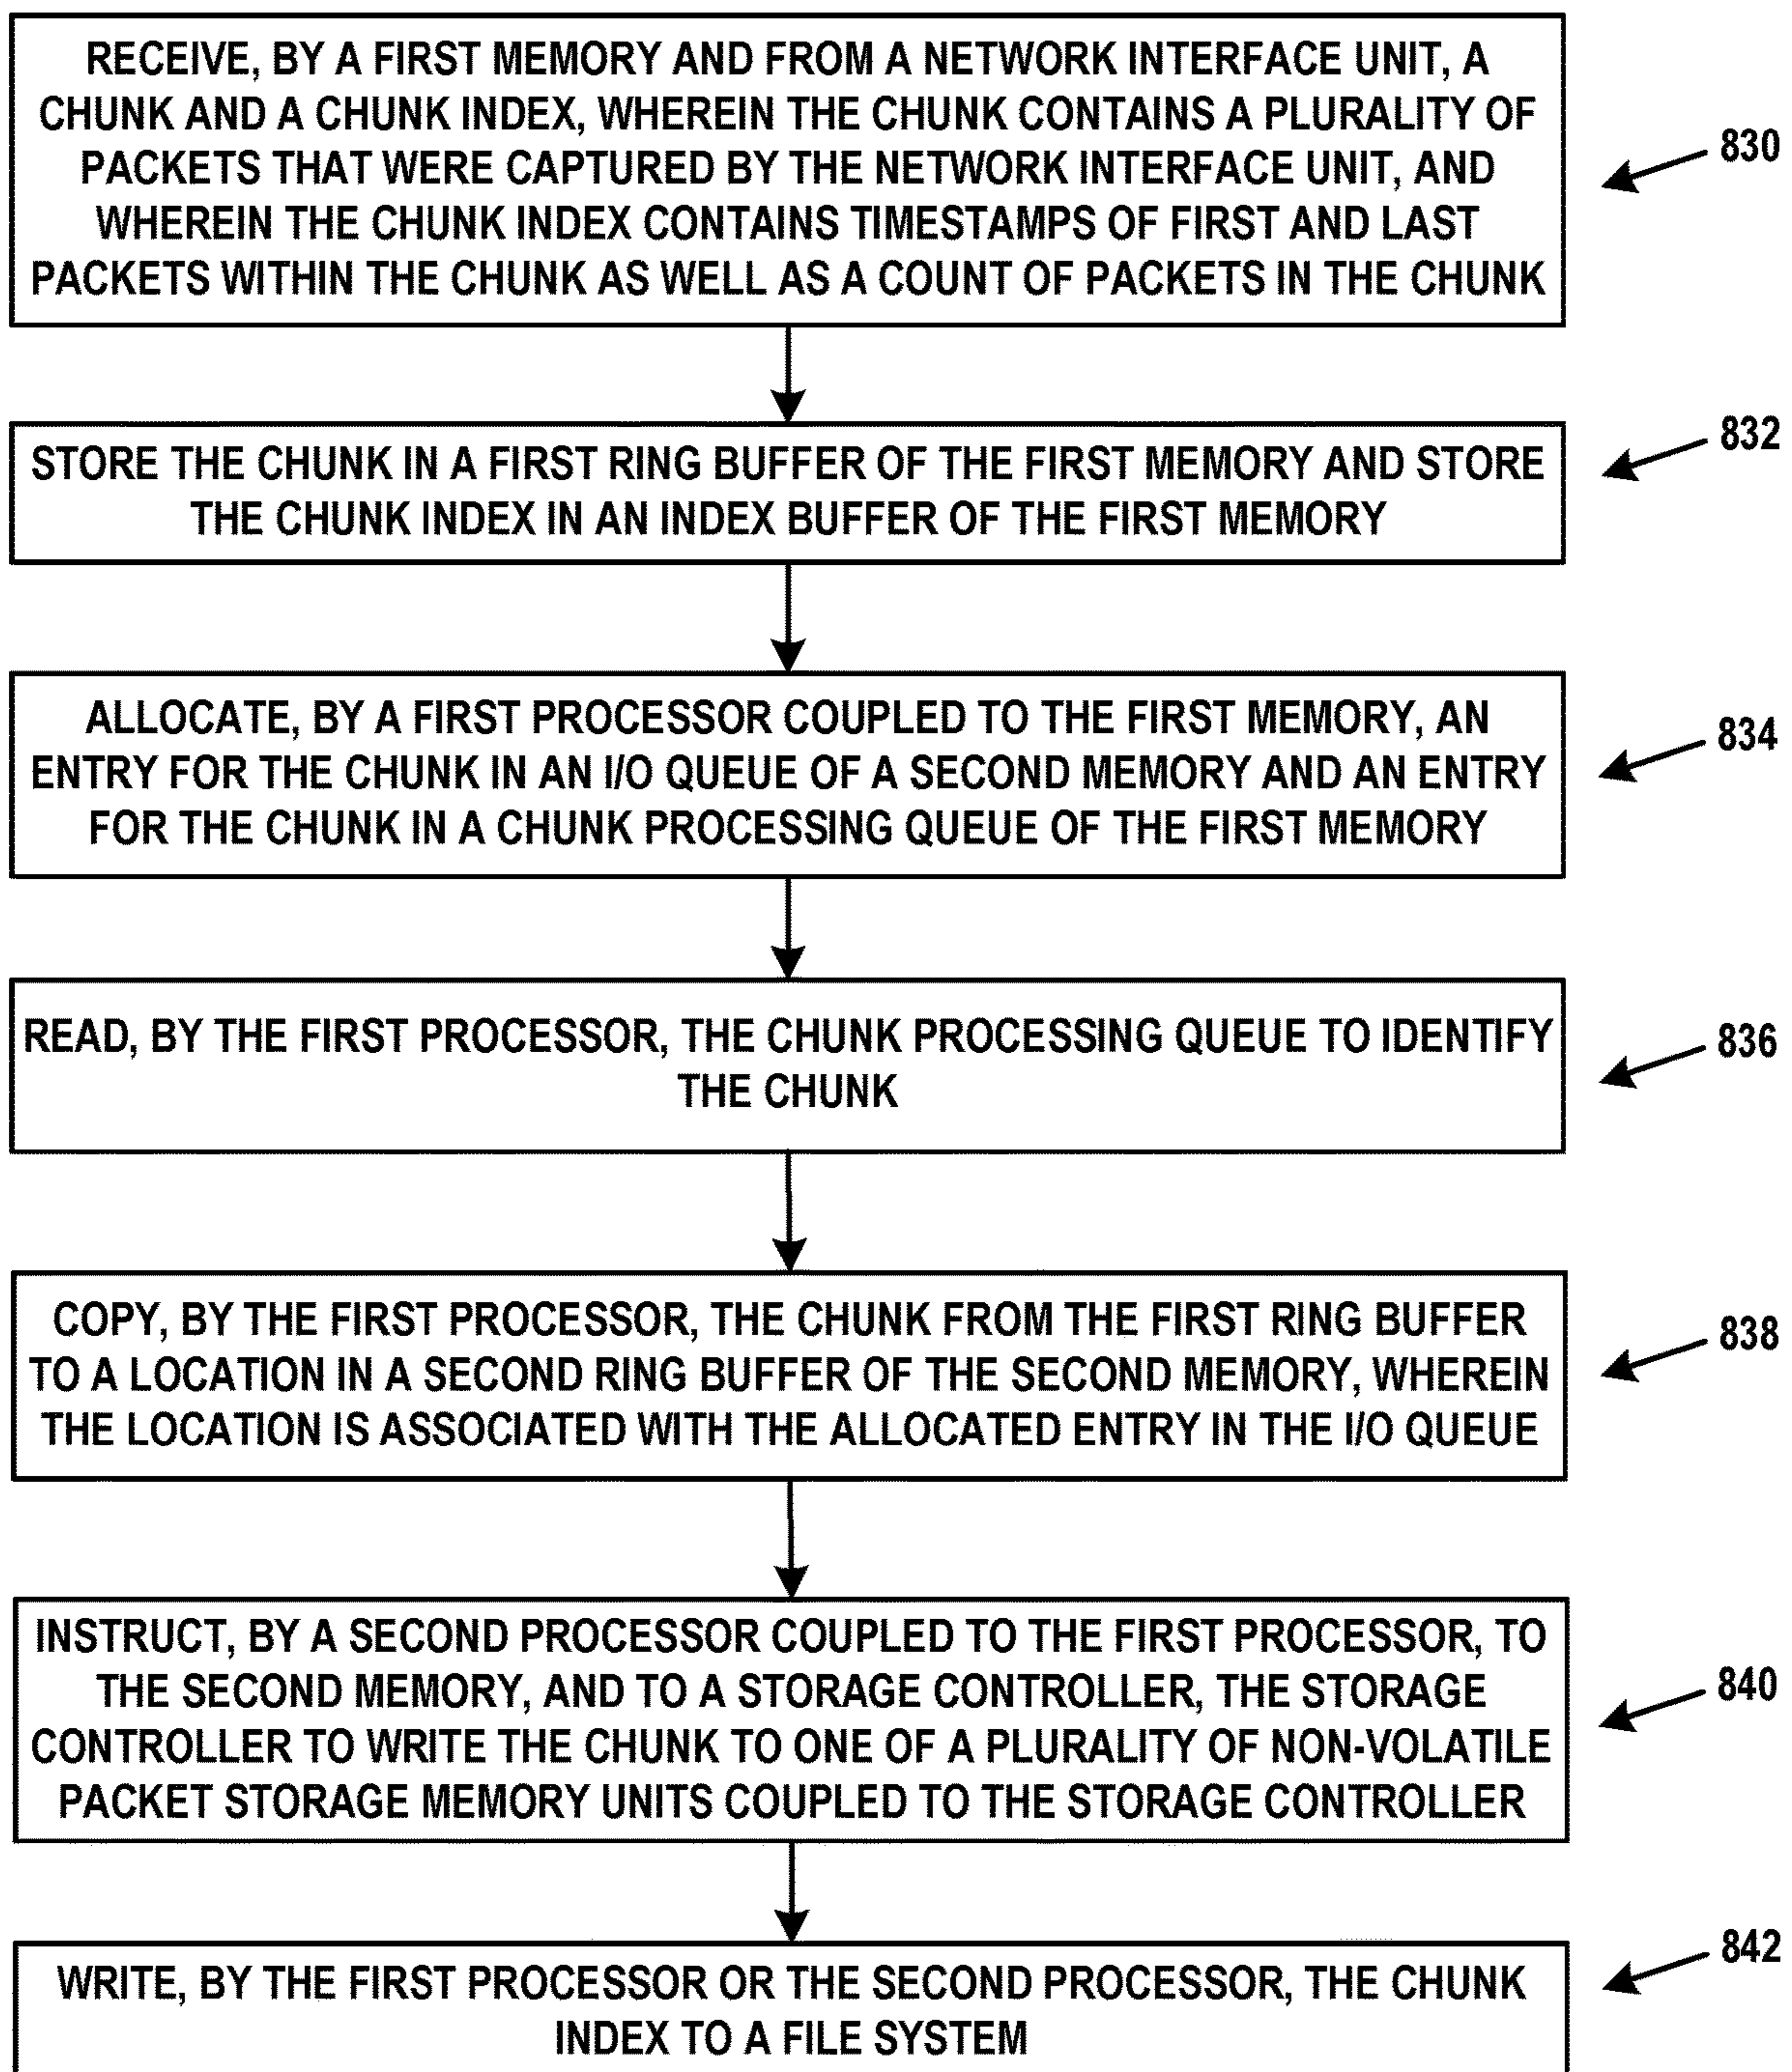 RECEIVE, BY A FIRST MEMORY AND FROM A NETWORK INTERFACE UNIT, A
CHUNK AND A CHUNK INDEX, WHEREIN THE CHUNK CONTAINS A PLURALITY OF
PACKETS THAT WERE CAPTURED BY THE NETWORK INTERFACE UNIT, AND
WHEREIN THE CHUNK INDEX CONTAINS TIMESTAMPS OF FIRST AND LAST
PACKETS WITHIN THE CHUNK AS WELL AS A COUNT OF PACKETS IN THE CHUNK
830
STORE THE CHUNK IN A FIRST RING BUFFER OF THE FIRST MEMORY AND STORE
THE CHUNK INDEX IN AN INDEX BUFFER OF THE FIRST MEMORY
832
ALLOCATE, BY A FIRST PROCESSOR COUPLED TO THE FIRST MEMORY, AN
ENTRY FOR THE CHUNK IN AN I/O QUEUE OF A SECOND MEMORY AND AN ENTRY
FOR THE CHUNK IN A CHUNK PROCESSING QUEUE OF THE FIRST MEMORY
834
READ, BY THE FIRST PROCESSOR, THE CHUNK PROCESSING QUEUE TO IDENTIFY
THE CHUNK
836
COPY, BY THE FIRST PROCESSOR, THE CHUNK FROM THE FIRST RING BUFFER
TO A LOCATION IN A SECOND RING BUFFER OF THE SECOND MEMORY, WHEREIN
THE LOCATION IS ASSOCIATED WITH THE ALLOCATED ENTRY IN THE I/O QUEUE
838
INSTRUCT, BY A SECOND PROCESSOR COUPLED TO THE FIRST PROCESSOR, TO
THE SECOND MEMORY, AND TO A STORAGE CONTROLLER, THE STORAGE
CONTROLLER TO WRITE THE CHUNK TO ONE OF A PLURALITY OF NON-VOLATILE
PACKET STORAGE MEMORY UNITS COUPLED TO THE STORAGE CONTROLLER
840
WRITE, BY THE FIRST PROCESSOR OR THE SECOND PROCESSOR, THE CHUNK
INDEX TO A FILE SYSTEM
842